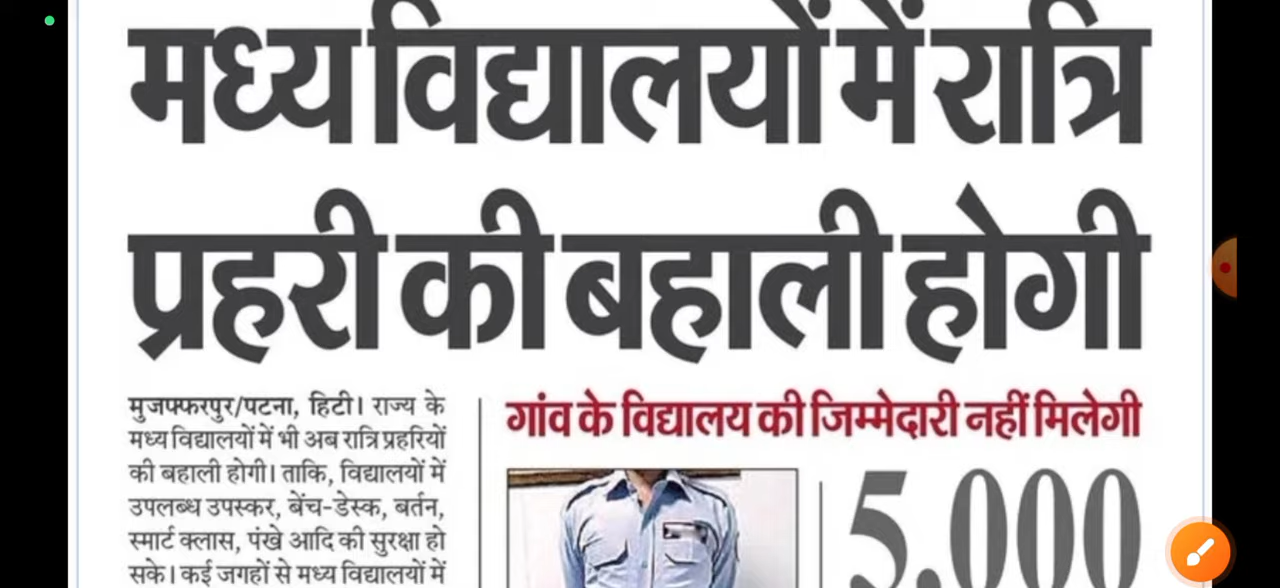 मध्य विद्यालयों में रात्रि
प्रहरी की बहाली होगी
मुजफ्फरपुर/पटना, हिटी। राज्य के
मध्य विद्यालयों में भी अब रात्रि प्रहरियों
की बहाली होगी। ताकि, विद्यालयों में
उपलब्ध उपस्कर, बेंच-डेस्क, बर्तन,
स्मार्ट क्लास, पंखे आदि की सुरक्षा हो
सके। कई जगहों से मध्य विद्यालयों में
गांव के विद्यालय की जिम्मेदारी नहीं मिलेगी
5,000